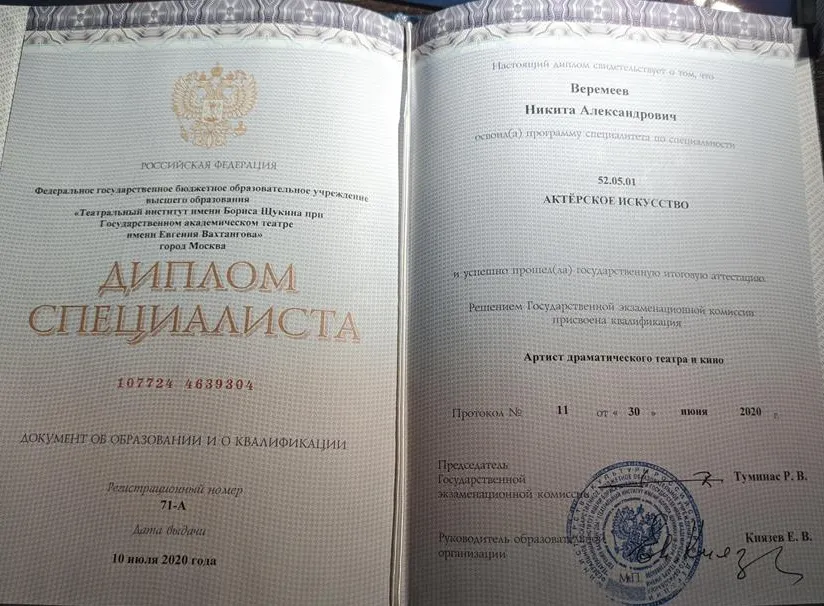 РОССИЙСКАЯ ФЕДЕРАЦИЯ
Федеральное государственное бюджетное образовательное учреждение
высшего образования
«Театральный институт имени Бориса Щукина при
Государственном академическом театре
имени Евгения Вахтангова»
город Москва
ДИПЛОМ
СПЕЦИАЛИСТА
107724 4639304
ДОКУМЕНТ ОБ ОБРАЗОВАНИИ И О КВАЛИФИКАЦИИ
Регистрационный номер
71-А
Дата выдачи
10 июля 2020 года
Настоящий диплом свидетельствует о том, что
Веремеев
Никита Александрович
освоил(а) программу специалитета по специальности
52.05.01
АКТЁРСКОЕ ИСКУССТВО
и успешно прошел(ла) государственную итоговую аттестацию
Решением Государственной экзаменационной комиссии
присвоена квалификация
Артист драматического театра и кино
Протокол № 11 от « 30 » июня 2020 г.
Председатель
Государственной
экзаменационной комиссии
Туминас Р. В.
Руководитель образовательной
организации
Князев Е. В.
М.П.